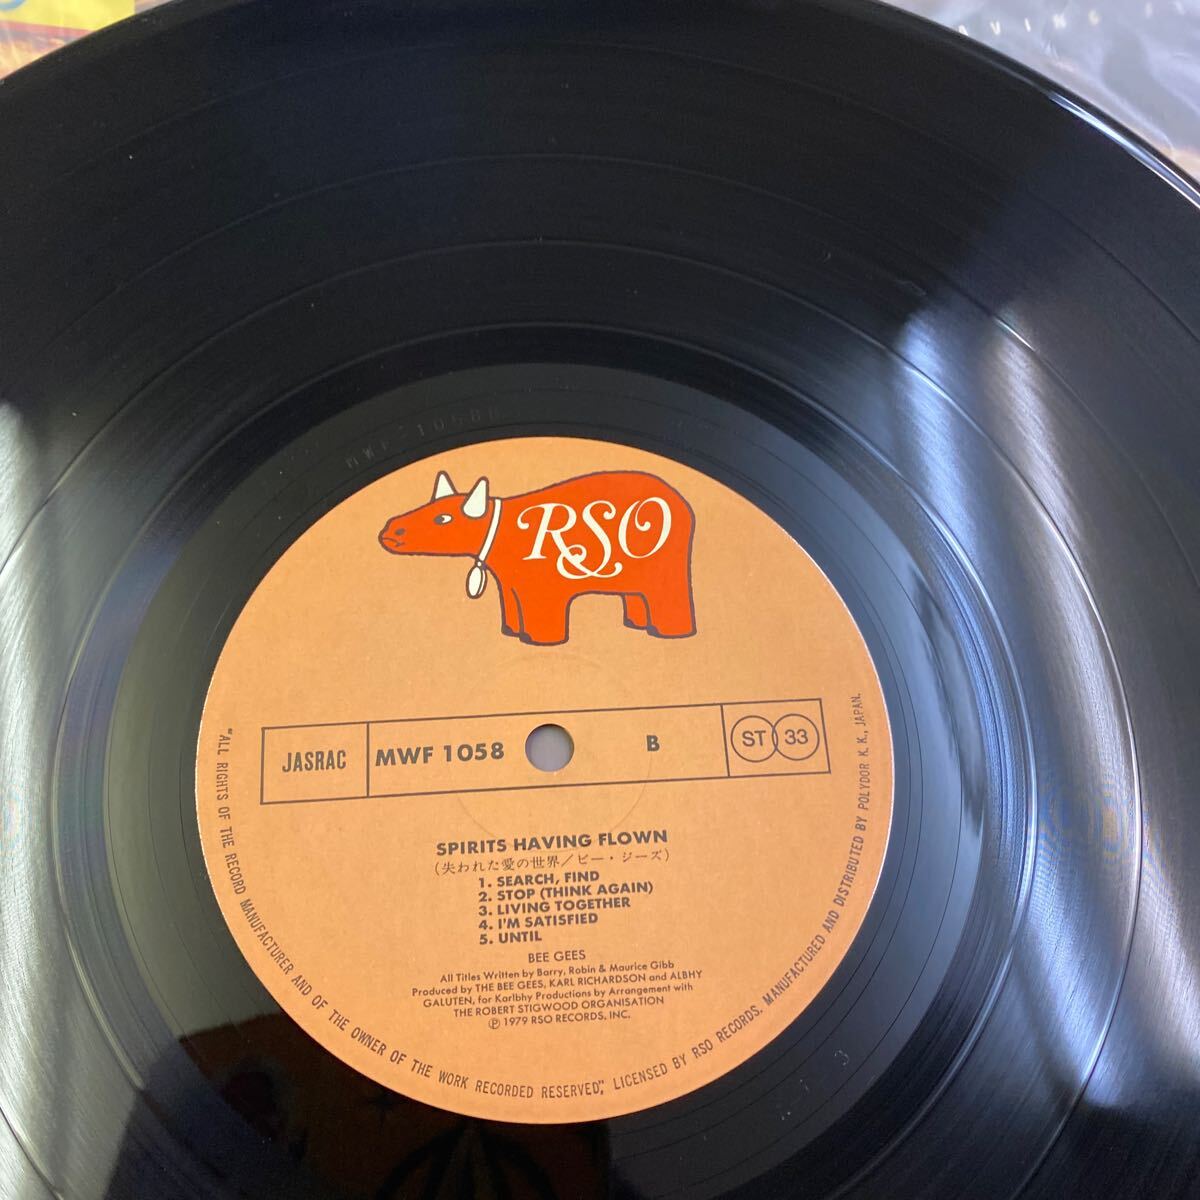 MWF-1058B
RSO
JASRAC
MWF 1058
B
ST 33
SPIRITS HAVING FLOWN
(失われた愛の世界/ビー・ジーズ)
1. SEARCH, FIND
2. STOP (THINK AGAIN)
3. LIVING TOGETHER
4. I'M SATISFIED
5. UNTIL
BEE GEES
All Titles Written by Barry, Robin & Maurice Gibb
Produced by THE BEE GEES, KARL RICHARDSON and ALBHY
GALUTEN, for Karlbhy Productions by Arrangement with
THE ROBERT STIGWOOD ORGANISATION
Ⓟ 1979 RSO RECORDS, INC.
"ALL RIGHTS OF THE RECORD MANUFACTURER AND OF THE OWNER OF THE WORK RECORDED RESERVED", LICENSED BY RSO RECORDS. MANUFACTURED AND DISTRIBUTED BY POLYDOR K. K., JAPAN.